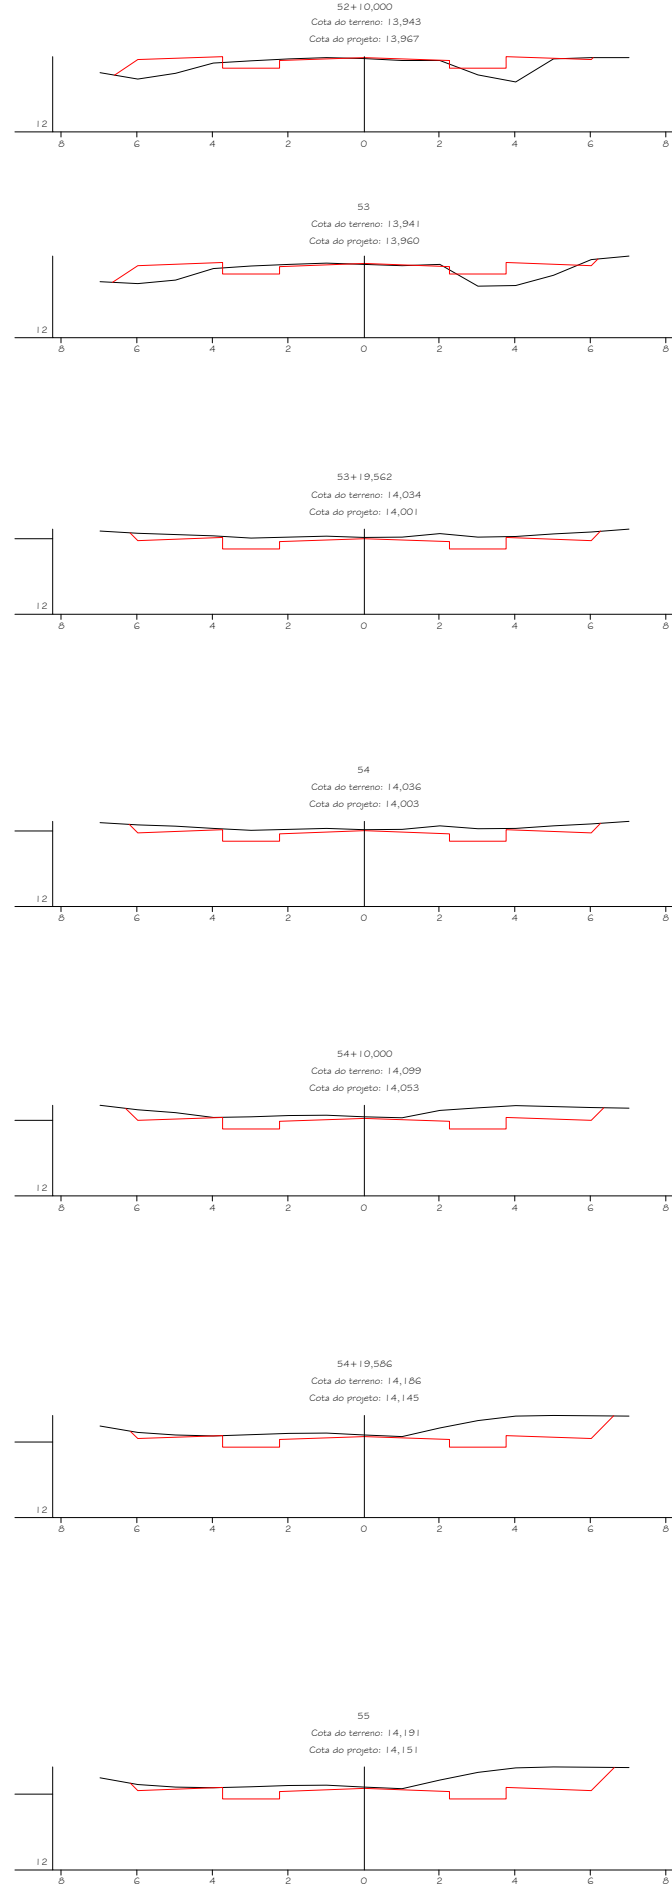 52+10,000
Cota do terreno: 13,943
Cota do projeto: 13,967
12
8 6 4 2 0 2 4 6 8
53
Cota do terreno: 13,941
Cota do projeto: 13,960
12
8 6 4 2 0 2 4 6 8
53+19,562
Cota do terreno: 14,034
Cota do projeto: 14,001
12
8 6 4 2 0 2 4 6 8
54
Cota do terreno: 14,036
Cota do projeto: 14,003
12
8 6 4 2 0 2 4 6 8
54+10,000
Cota do terreno: 14,099
Cota do projeto: 14,053
12
8 6 4 2 0 2 4 6 8
54+19,586
Cota do terreno: 14,186
Cota do projeto: 14,145
12
8 6 4 2 0 2 4 6 8
55
Cota do terreno: 14,191
Cota do projeto: 14,151
12
8 6 4 2 0 2 4 6 8